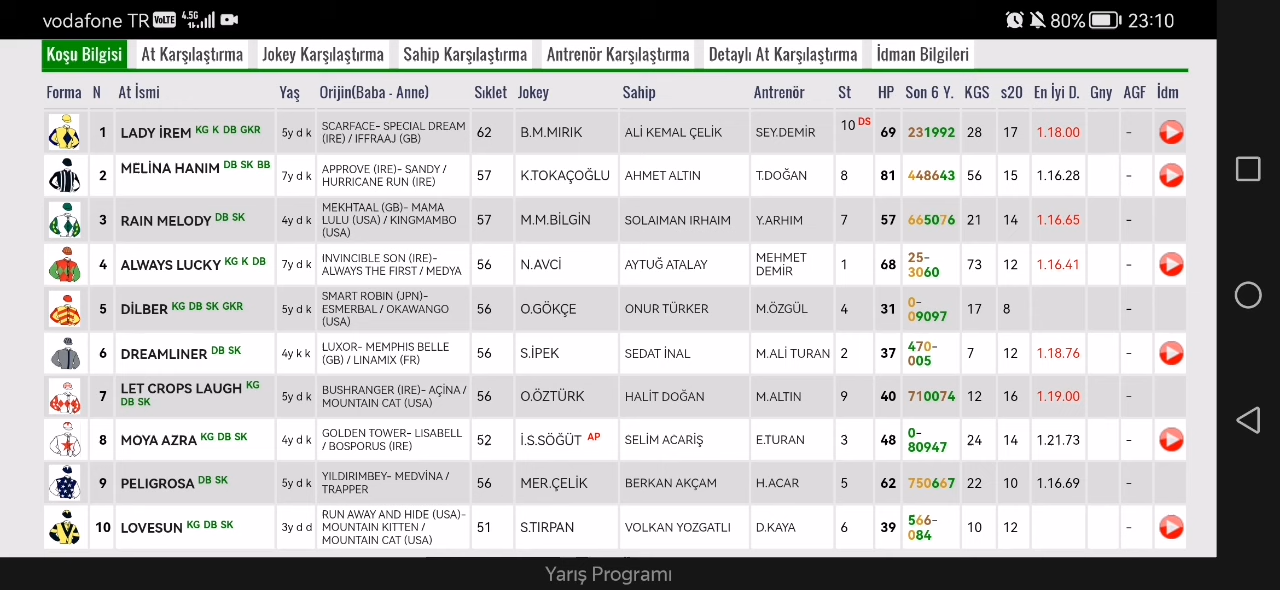 vodafone TR VoLTE 4.5G 80% 23:10
Koşu Bilgisi At Karşılaştırma Jokey Karşılaştırma Sahip Karşılaştırma Antrenör Karşılaştırma Detaylı At Karşılaştırma İdman Bilgileri
Forma N At İsmi Yaş Orijin(Baba - Anne) Sıklet Jokey Sahip Antrenör St HP Son 6 Y. KGS s20 En İyi D. Gny AGF İdm
1 LADY İREM KG K DB GKR 5y d k SCARFACE- SPECIAL DREAM (IRE) / IFFRAAJ (GB) 62 B.M.MIRIK ALİ KEMAL ÇELİK SEY.DEMİR 10 DS 69 231992 28 17 1.18.00 -
2 MELİNA HANIM DB SK BB 7y d k APPROVE (IRE)- SANDY / HURRICANE RUN (IRE) 57 K.TOKAÇOĞLU AHMET ALTIN T.DOĞAN 8 81 448643 56 15 1.16.28 -
3 RAIN MELODY DB SK 4y d k MEKHTAAL (GB)- MAMA LULU (USA) / KINGMAMBO (USA) 57 M.M.BİLGİN SOLAIMAN IRHAIM Y.ARHIM 7 57 665076 21 14 1.16.65 -
4 ALWAYS LUCKY KG K DB 7y d k INVINCIBLE SON (IRE)- ALWAYS THE FIRST / MEDYA 56 N.AVCİ AYTUĞ ATALAY MEHMET DEMİR 1 68 25-3060 73 12 1.16.41 -
5 DİLBER KG DB SK GKR 5y d k SMART ROBIN (JPN)- ESMERBAL / OKAWANGO (USA) 56 O.GÖKÇE ONUR TÜRKER M.ÖZGÜL 4 31 0-09097 17 8 -
6 DREAMLINER DB SK 4y k k LUXOR- MEMPHIS BELLE (GB) / LINAMIX (FR) 56 S.İPEK SEDAT İNAL M.ALİ TURAN 2 37 470-005 7 12 1.18.76 -
7 LET CROPS LAUGH KG DB SK 5y d k BUSHRANGER (IRE)- AÇİNA / MOUNTAIN CAT (USA) 56 O.ÖZTÜRK HALİT DOĞAN M.ALTIN 9 40 710074 12 16 1.19.00 -
8 MOYA AZRA KG DB SK 4y d k GOLDEN TOWER- LISABELL / BOSPORUS (IRE) 52 İ.S.SÖĞÜT AP SELİM ACARİŞ E.TURAN 3 48 0-80947 24 14 1.21.73 -
9 PELIGROSA DB SK 5y d k YILDIRIMBEY- MEDVİNA / TRAPPER 56 MER.ÇELİK BERKAN AKÇAM H.ACAR 5 62 750667 22 10 1.16.69 -
10 LOVESUN KG DB SK 3y d d RUN AWAY AND HIDE (USA)- MOUNTAIN KITTEN / MOUNTAIN CAT (USA) 51 S.TIRPAN VOLKAN YOZGATLI D.KAYA 6 39 566-084 10 12 -
Yarış Programı